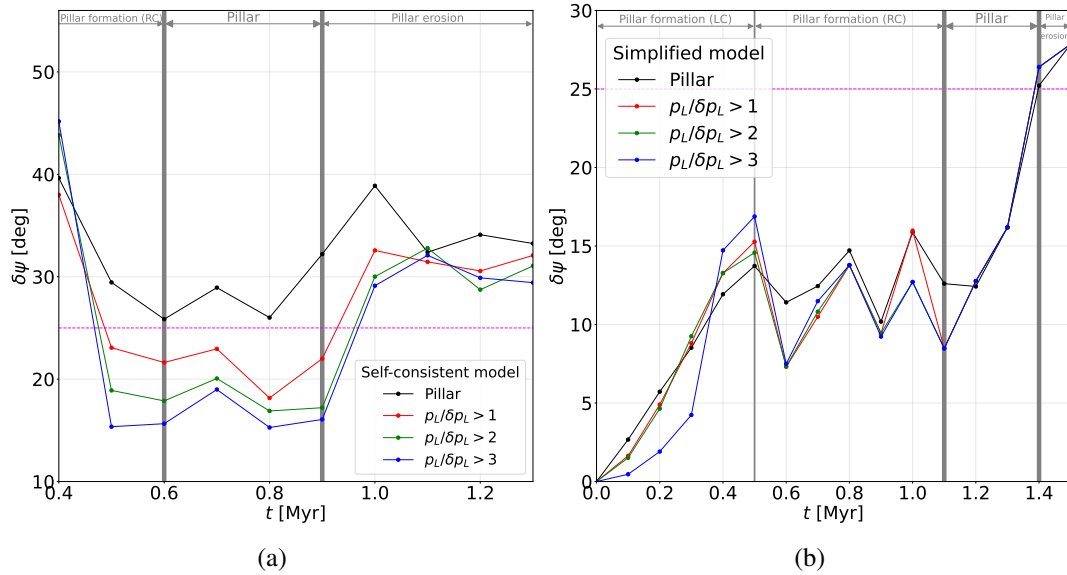 Pillar formation (RC)
Pillar
Pillar erosion
50
40
30
20
10
δψ [deg]
0.4
0.6
0.8
1.0
1.2
t [Myr]
Self-consistent model
Pillar
p_L/δp_L > 1
p_L/δp_L > 2
p_L/δp_L > 3
(a)
Pillar formation (LC)
Pillar formation (RC)
Pillar
Pillar
erosion
30
25
20
15
10
5
0
δψ [deg]
0.0
0.2
0.4
0.6
0.8
1.0
1.2
1.4
t [Myr]
Simplified model
Pillar
p_L/δp_L > 1
p_L/δp_L > 2
p_L/δp_L > 3
(b)